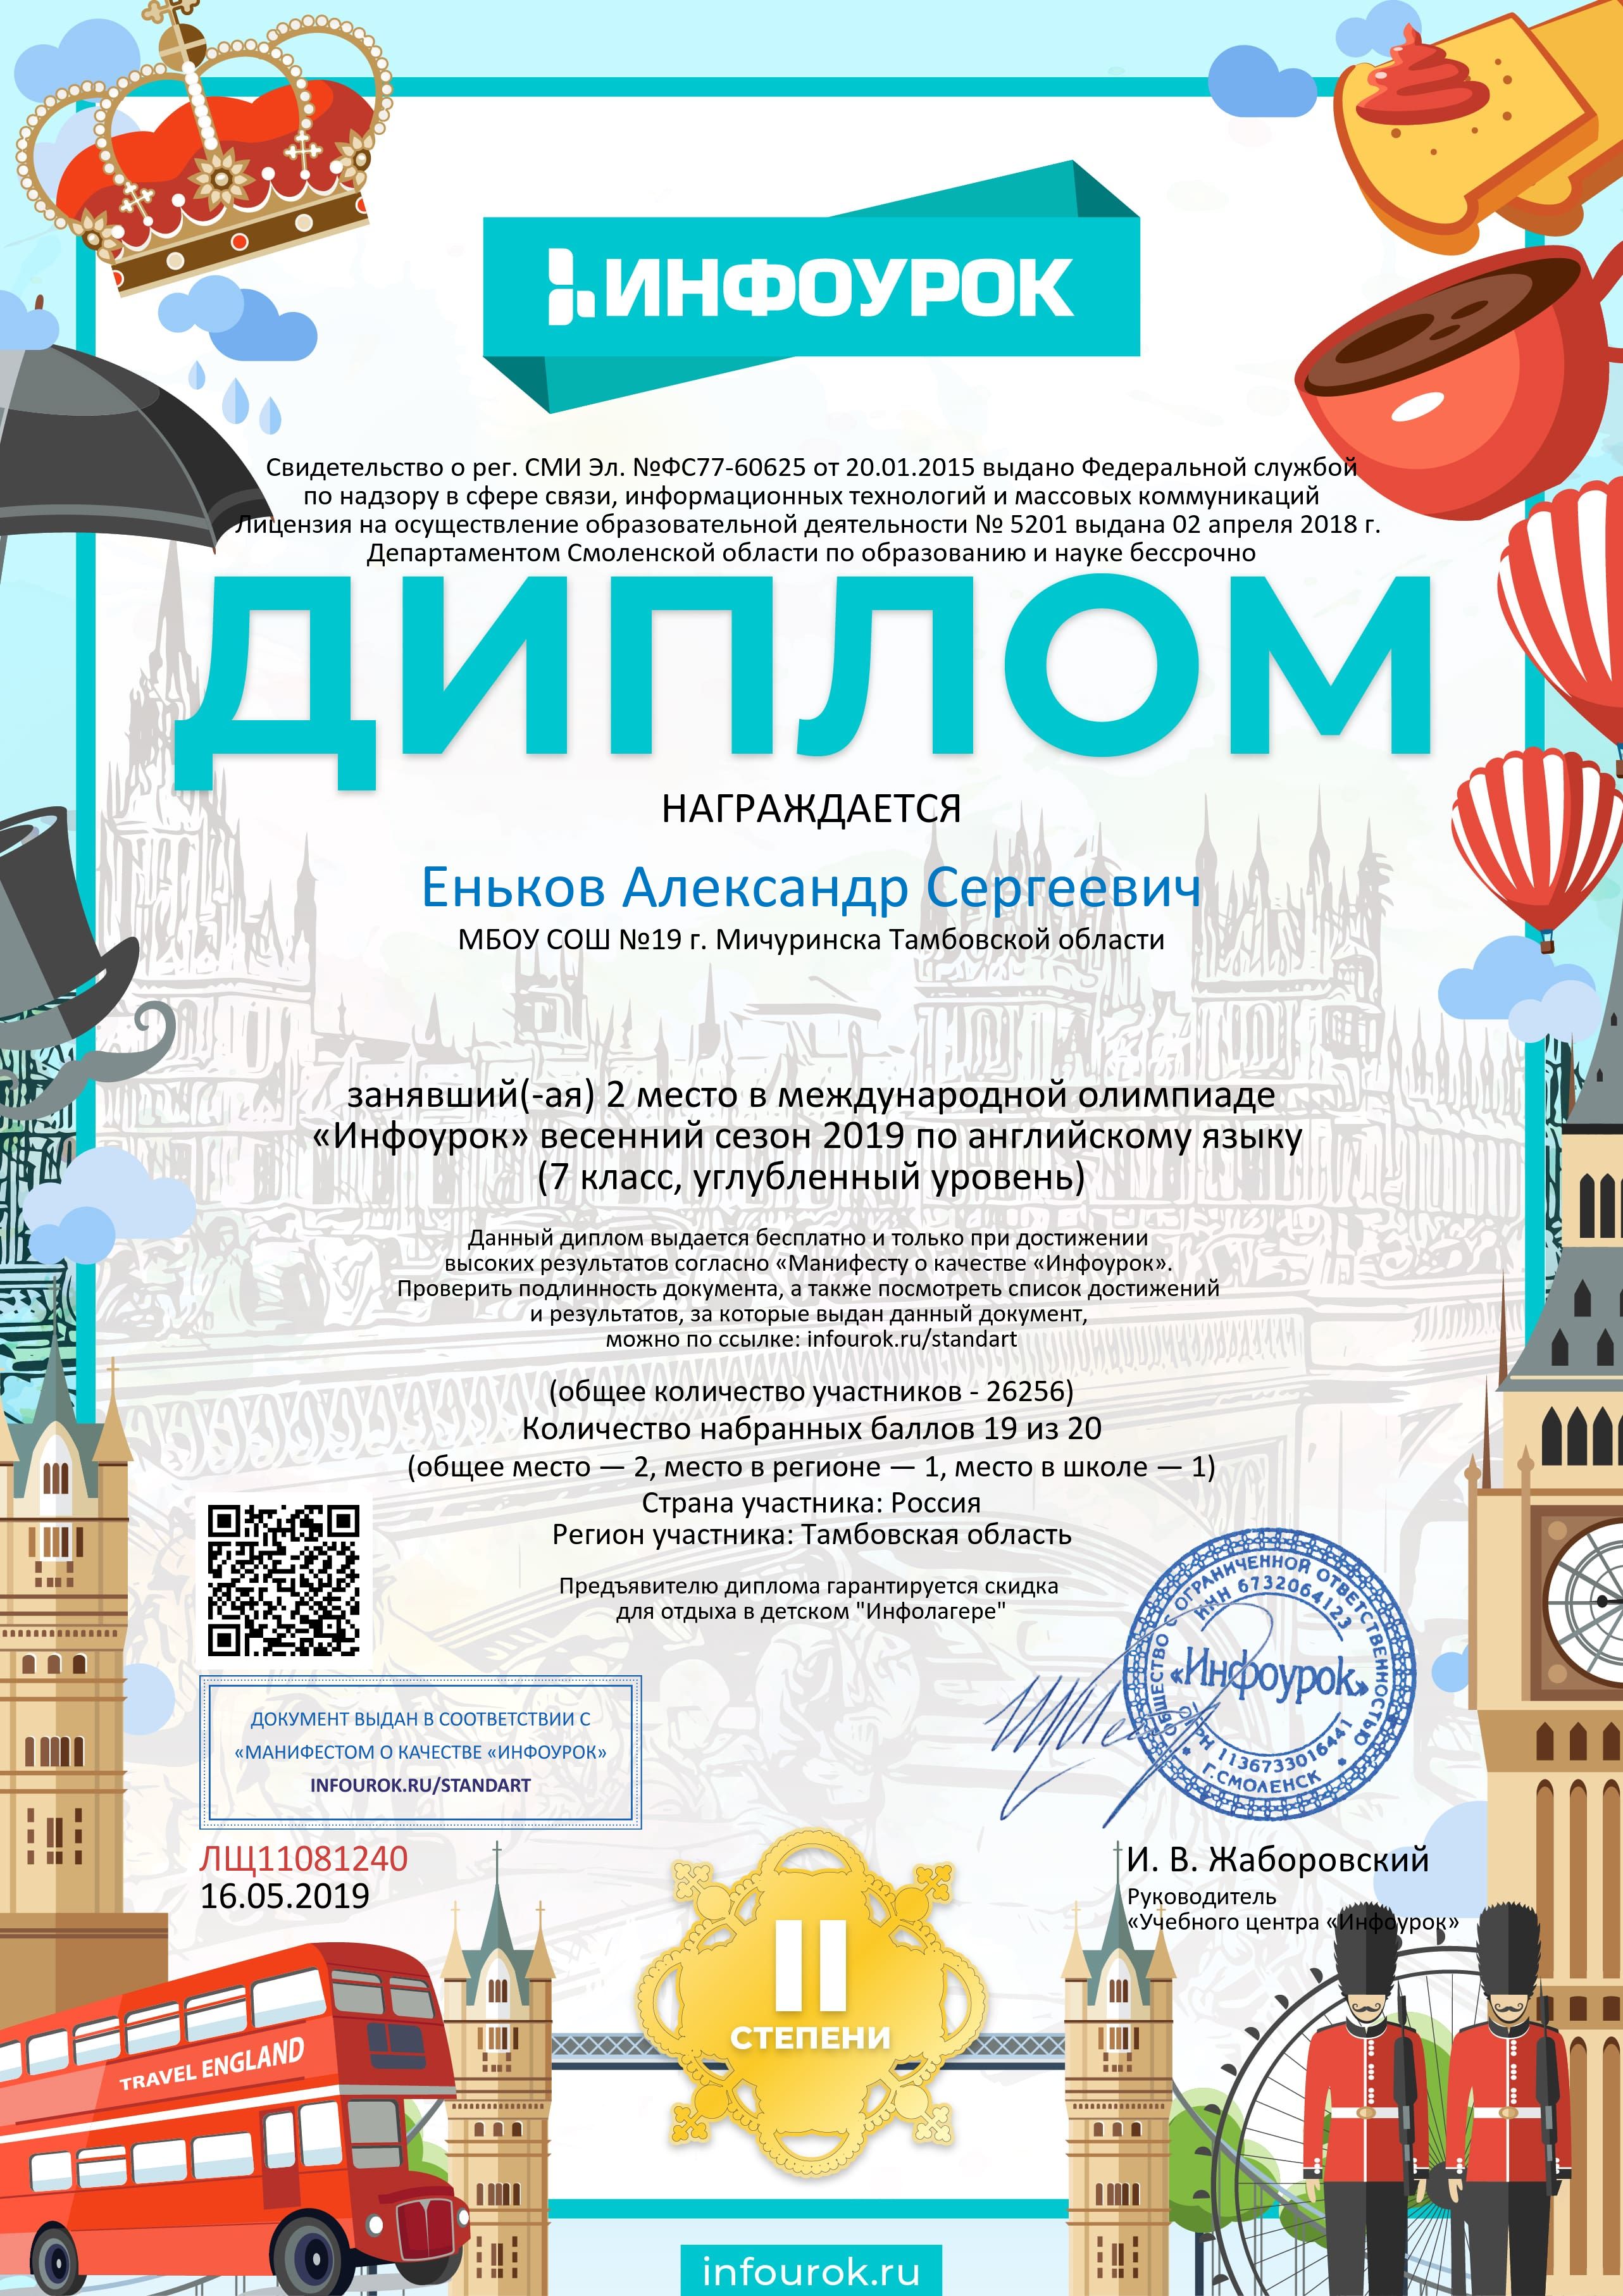 ИНФОУРОК
Свидетельство о рег. СМИ Эл. №ФС77-60625 от 20.01.2015 выдано Федеральной службой
по надзору в сфере связи, информационных технологий и массовых коммуникаций
Лицензия на осуществление образовательной деятельности № 5201 выдана 02 апреля 2018 г.
Департаментом Смоленской области по образованию и науке бессрочно
ДИПЛОМ
НАГРАЖДАЕТСЯ
Еньков Александр Сергеевич
МБОУ СОШ №19 г. Мичуринска Тамбовской области
занявший(-ая) 2 место в международной олимпиаде
«Инфоурок» весенний сезон 2019 по английскому языку
(7 класс, углубленный уровень)
Данный диплом выдается бесплатно и только при достижении
высоких результатов согласно «Манифесту о качестве «Инфоурок».
Проверить подлинность документа, а также посмотреть список достижений
и результатов, за которые выдан данный документ,
можно по ссылке: infourok.ru/standart
(общее количество участников - 26256)
Количество набранных баллов 19 из 20
(общее место — 2, место в регионе — 1, место в школе — 1)
Страна участника: Россия
Регион участника: Тамбовская область
Предъявителю диплома гарантируется скидка
для отдыха в детском "Инфолагере"
ОБЩЕСТВО С ОГРАНИЧЕННОЙ ОТВЕТСТВЕННОСТЬЮ
ИНН 6732064123
«Инфоурок»
ОГРН 1136733016441
* Г.СМОЛЕНСК *
ДОКУМЕНТ ВЫДАН В СООТВЕТСТВИИ С
«МАНИФЕСТОМ О КАЧЕСТВЕ «ИНФОУРОК»
INFOUROK.RU/STANDART
ЛЩ11081240
16.05.2019
И. В. Жаборовский
Руководитель
«Учебного центра «Инфоурок»
II
СТЕПЕНИ
TRAVEL ENGLAND
infourok.ru